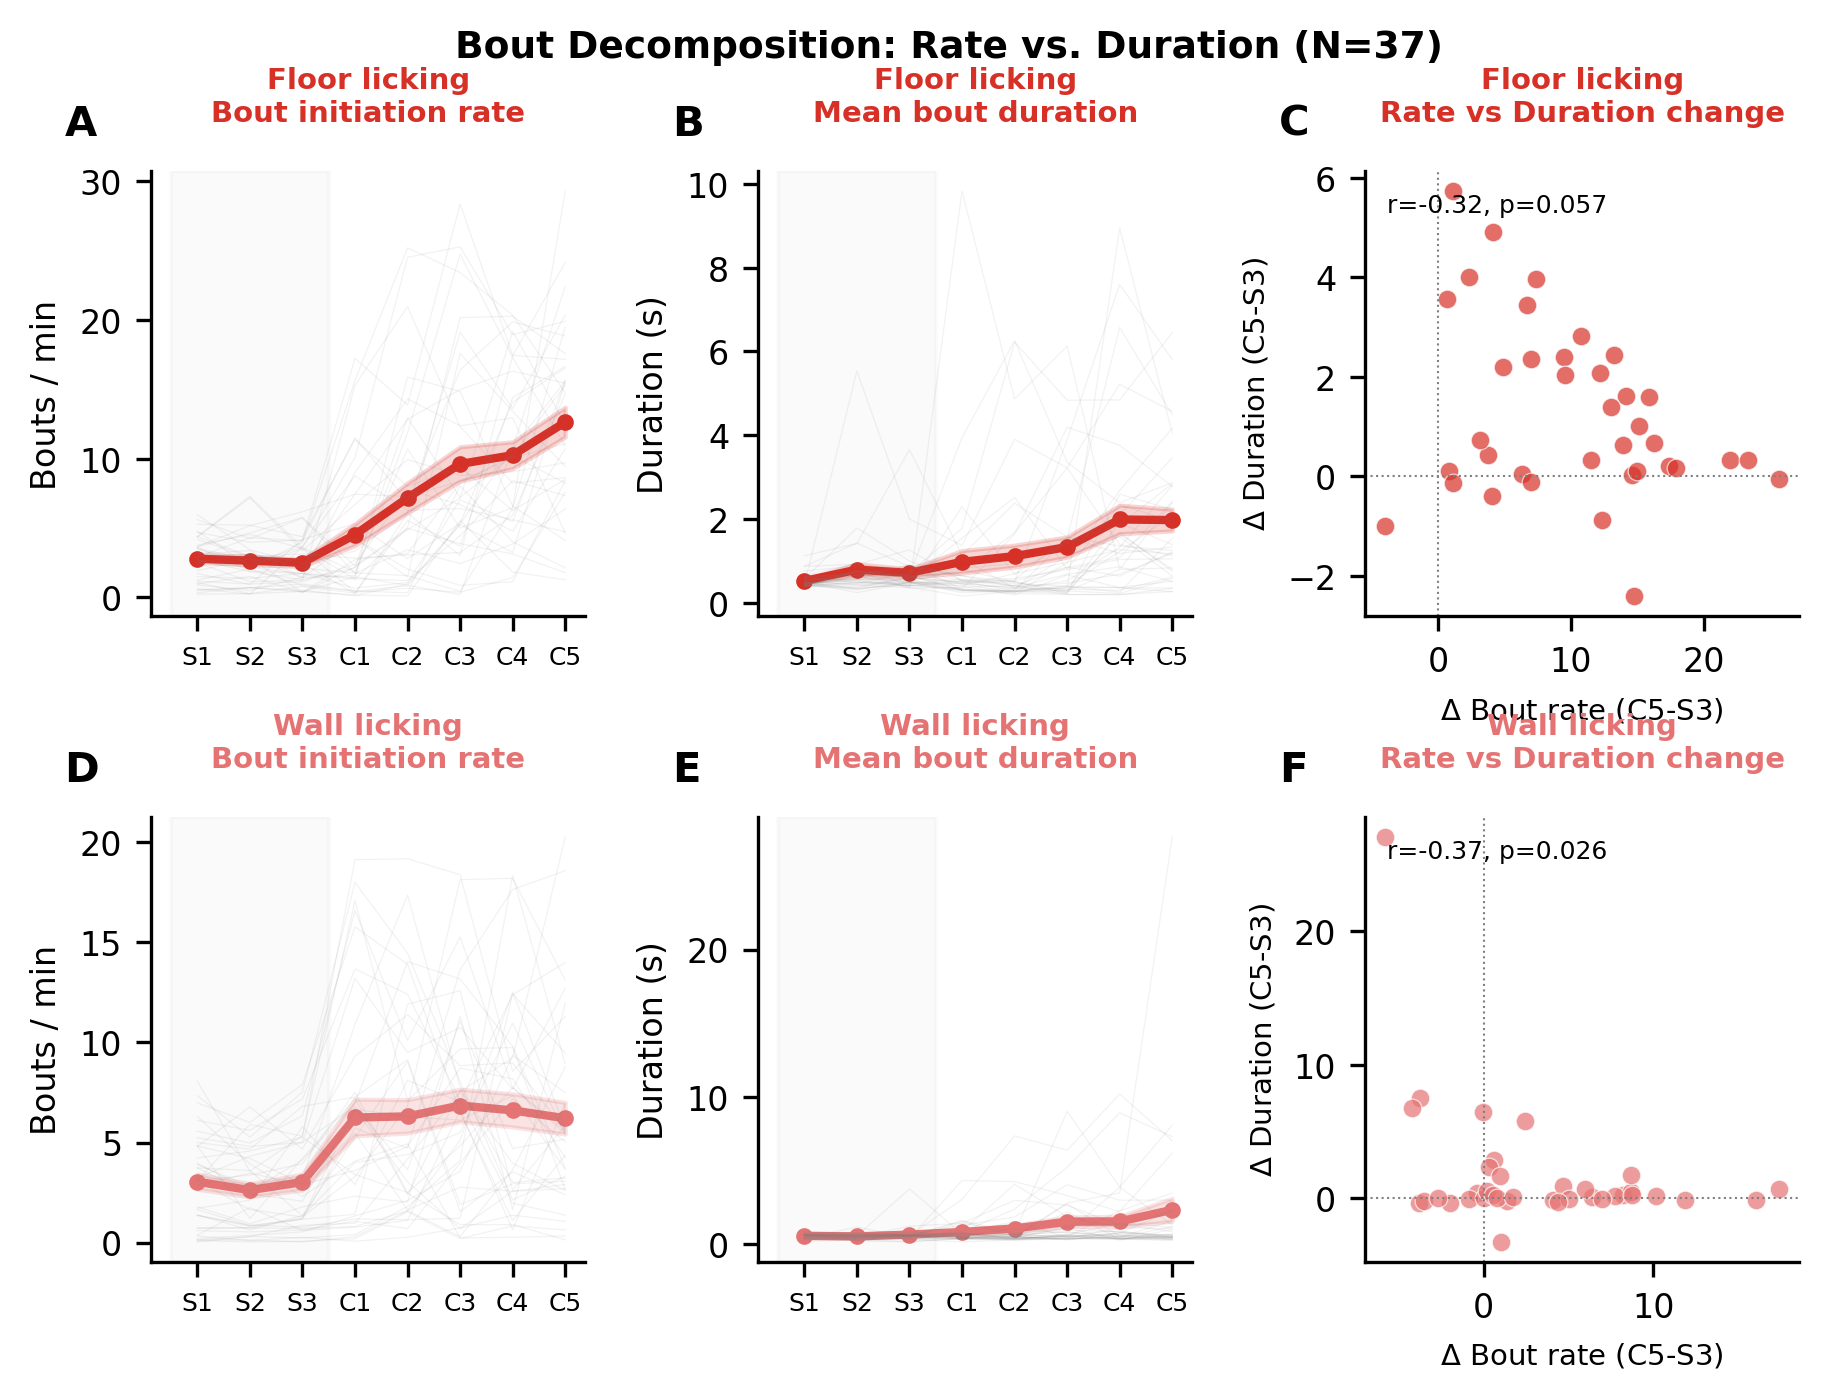 Bout Decomposition: Rate vs. Duration (N=37)
A
Floor licking
Bout initiation rate
Bouts / min
30
20
10
0
S1 S2 S3 C1 C2 C3 C4 C5
B
Floor licking
Mean bout duration
Duration (s)
10
8
6
4
2
0
S1 S2 S3 C1 C2 C3 C4 C5
C
Floor licking
Rate vs Duration change
r=-0.32, p=0.057
Δ Duration (C5-S3)
6
4
2
0
−2
0 10 20
Δ Bout rate (C5-S3)
D
Wall licking
Bout initiation rate
Bouts / min
20
15
10
5
0
S1 S2 S3 C1 C2 C3 C4 C5
E
Wall licking
Mean bout duration
Duration (s)
20
10
0
S1 S2 S3 C1 C2 C3 C4 C5
F
Wall licking
Rate vs Duration change
r=-0.37, p=0.026
Δ Duration (C5-S3)
20
10
0
0 10
Δ Bout rate (C5-S3)